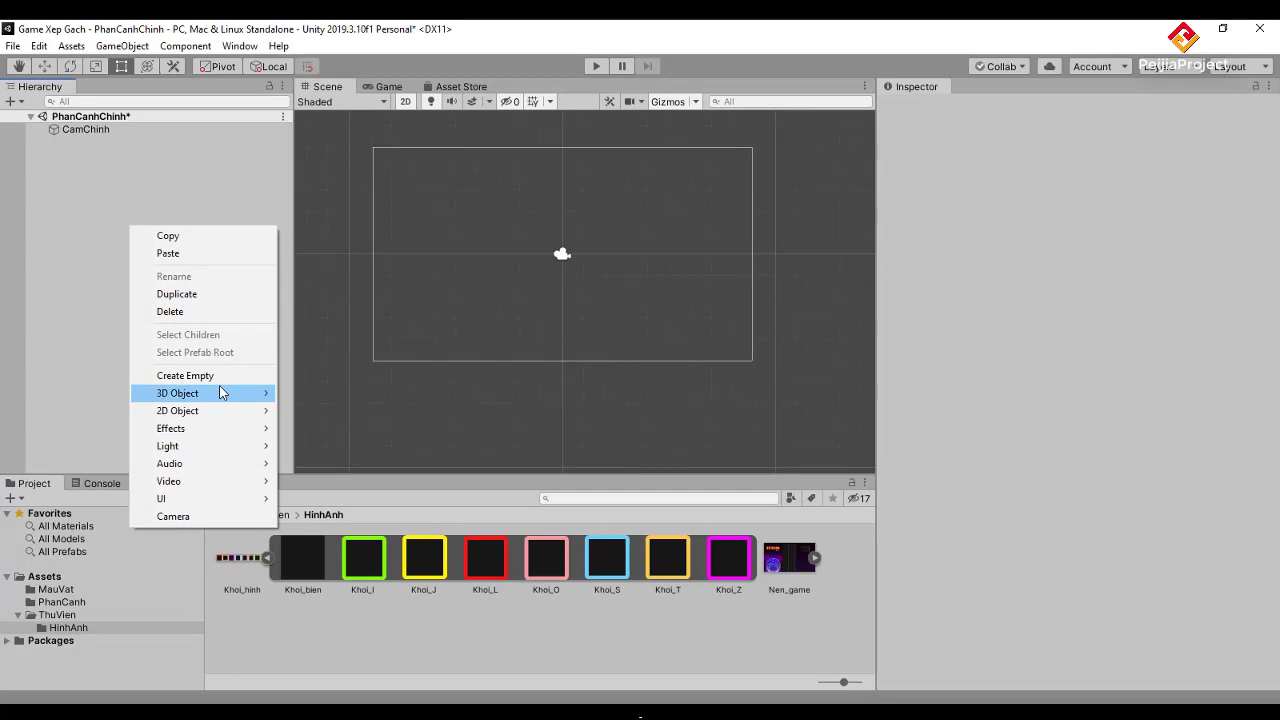 Game Xep Gach - PhanCanhChinh - PC, Mac & Linux Standalone - Unity 2019.3.10f1 Personal* <DX11>
File Edit Assets GameObject Component Window Help
Pivot Local Collab Account Layout
PeijiaProject
Hierarchy Scene Game Asset Store Inspector
All Shaded 2D 0 Gizmos All
PhanCanhChinh*
CamChinh
Copy
Paste
Rename
Duplicate
Delete
Select Children
Select Prefab Root
Create Empty
3D Object
2D Object
Effects
Light
Audio
Video
UI
Camera
Project Console
17
Favorites
All Materials
All Models
All Prefabs
Assets
MauVat
PhanCanh
ThuVien
HinhAnh
Packages
HinhAnh
Khoi_hinh Khoi_bien Khoi_I Khoi_J Khoi_L Khoi_O Khoi_S Khoi_T Khoi_Z Nen_game